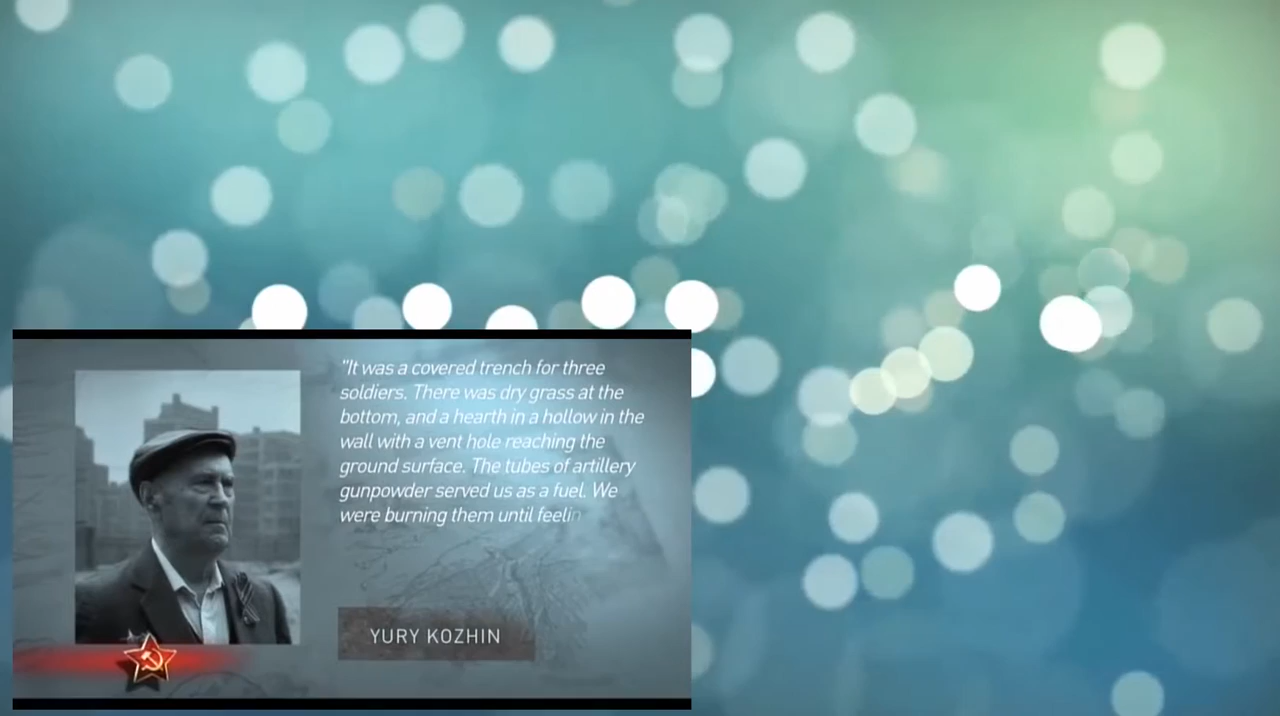 "It was a covered trench for three
soldiers. There was dry grass at the
bottom, and a hearth in a hollow in the
wall with a vent hole reaching the
ground surface. The tubes of artillery
gunpowder served us as a fuel. We
were burning them until feelin
YURY KOZHIN